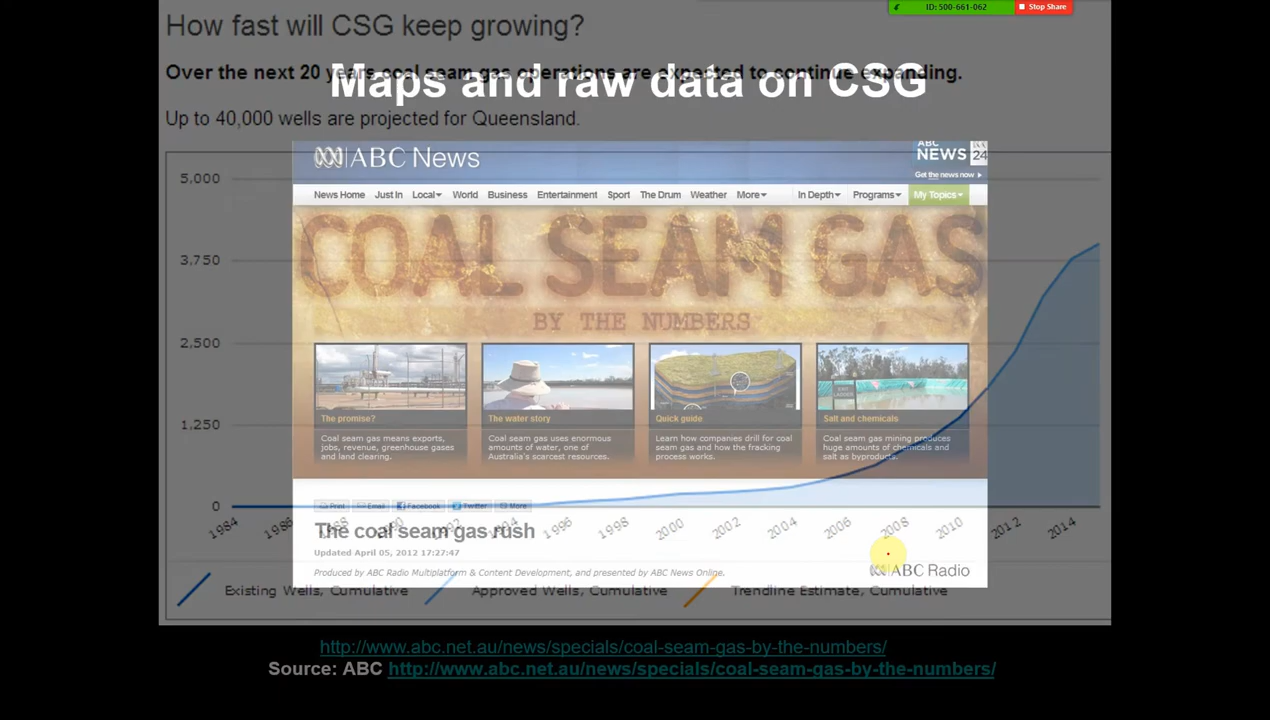 ID: 500-661-062 Stop Share
How fast will CSG keep growing?
Over the next 20 years coal seam gas operations are expected to continue expanding.
Maps and raw data on CSG
Up to 40,000 wells are projected for Queensland.
ABC News
ABC NEWS 24
Get the news now
News Home Just In Local World Business Entertainment Sport The Drum Weather More In Depth Programs My Topics
5,000
3,750
2,500
1,250
0
COAL SEAM GAS
BY THE NUMBERS
The promise?
Coal seam gas means exports,
jobs, revenue, greenhouse gases
and land clearing.
The water story
Coal seam gas uses enormous
amounts of water, one of
Australia's scarcest resources.
Quick guide
Learn how companies drill for coal
seam gas and how the fracking
process works.
Salt and chemicals
Coal seam gas mining produces
huge amounts of chemicals and
salt as byproducts.
Print Email Facebook Twitter More
1984 1986 1988 1990 1992 1994 1996 1998 2000 2002 2004 2006 2008 2010 2012 2014
The coal seam gas rush
Updated April 05, 2012 17:27:47
Produced by ABC Radio Multiplatform & Content Development, and presented by ABC News Online.
ABC Radio
Existing Wells, Cumulative Approved Wells, Cumulative Trendline Estimate, Cumulative
http://www.abc.net.au/news/specials/coal-seam-gas-by-the-numbers/
Source: ABC http://www.abc.net.au/news/specials/coal-seam-gas-by-the-numbers/